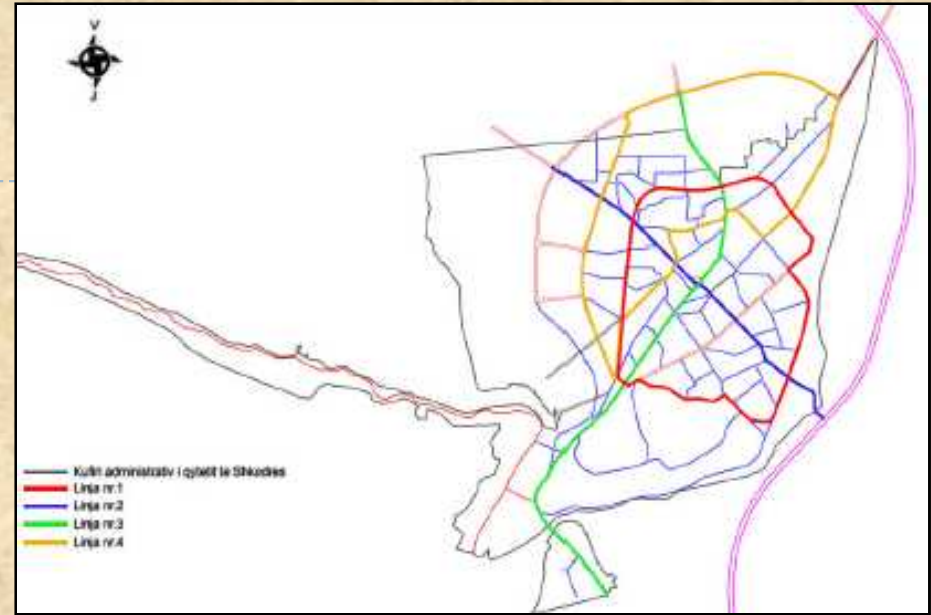 V
J
Kufiri administrativ i qytetit te Shkodres
Linja nr.1
Linja nr.2
Linja nr.3
Linja nr.4